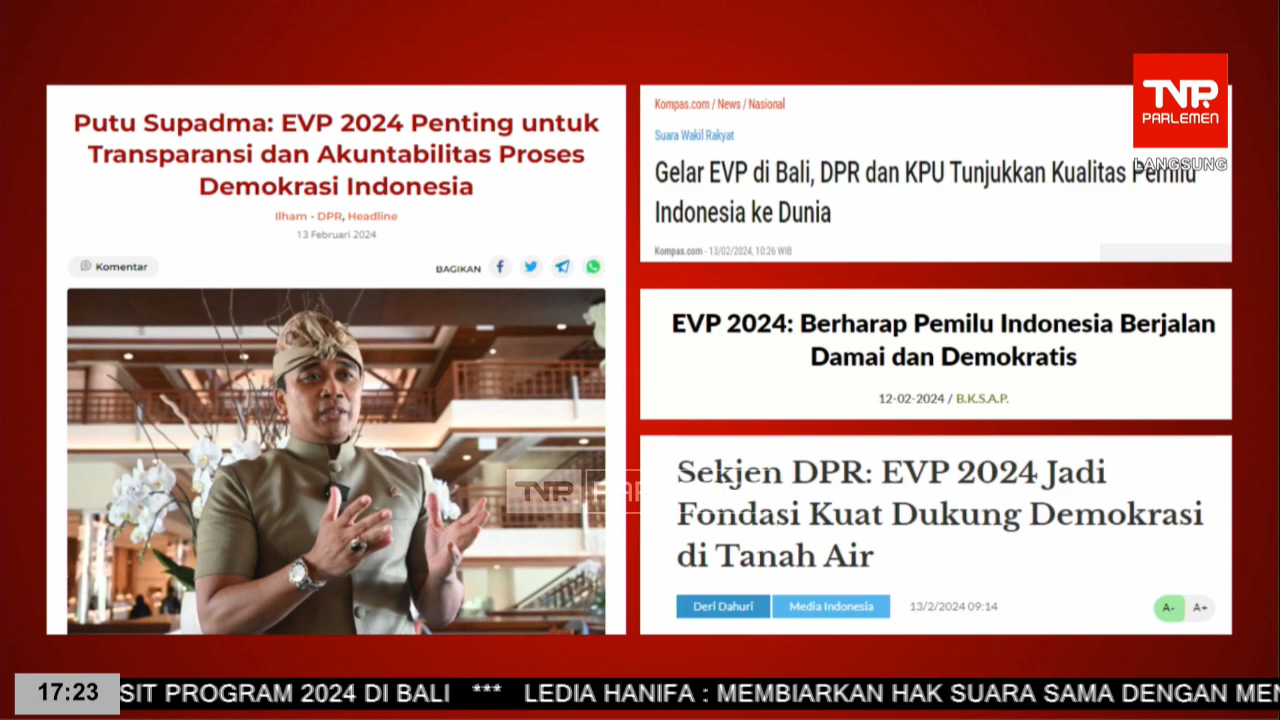 Putu Supadma: EVP 2024 Penting untuk
Transparansi dan Akuntabilitas Proses
Demokrasi Indonesia
Ilham - DPR, Headline
13 Februari 2024
Komentar
BAGIKAN
Kompas.com / News / Nasional
Suara Wakil Rakyat
Gelar EVP di Bali, DPR dan KPU Tunjukkan Kualitas Pemilu
Indonesia ke Dunia
Kompas.com - 13/02/2024, 10:26 WIB
TVR
PARLEMEN
LANGSUNG
EVP 2024: Berharap Pemilu Indonesia Berjalan
Damai dan Demokratis
12-02-2024 / B.K.S.A.P.
Sekjen DPR: EVP 2024 Jadi
Fondasi Kuat Dukung Demokrasi
di Tanah Air
Deri Dahuri Media Indonesia 13/2/2024 09:14
A- A+
TVR
17:23 SIT PROGRAM 2024 DI BALI *** LEDIA HANIFA : MEMBIARKAN HAK SUARA SAMA DENGAN MEN